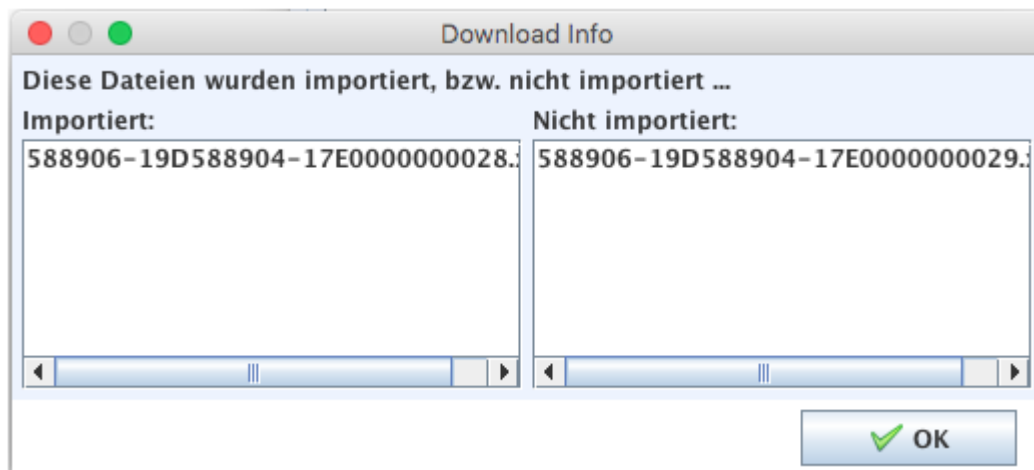 Download Info
Diese Dateien wurden importiert, bzw. nicht importiert ...
Importiert:
Nicht importiert:
588906-19D588904-17E0000000028.
588906-19D588904-17E0000000029.
OK